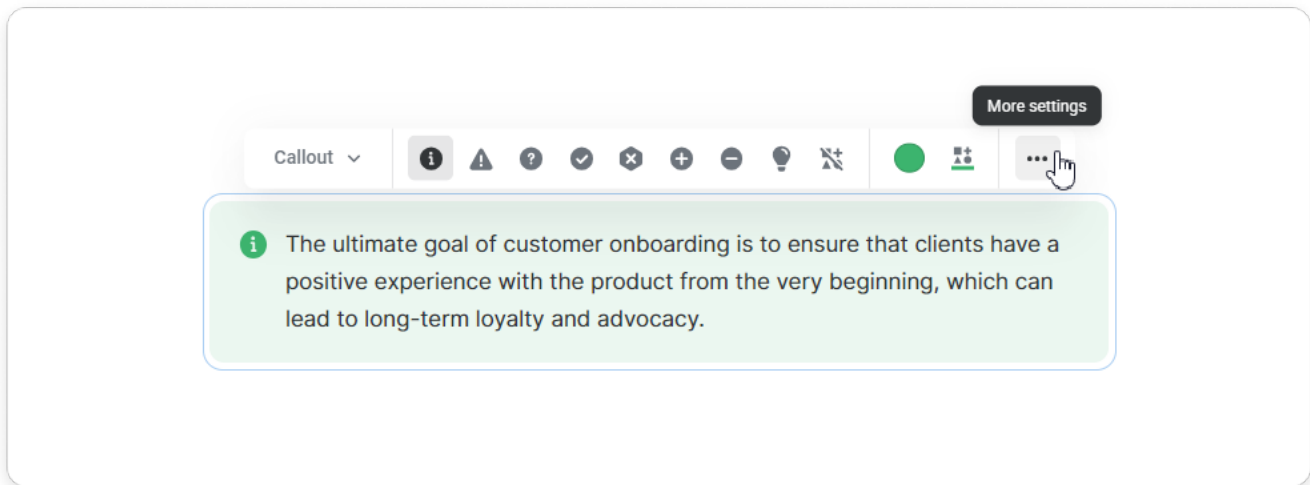 More settings
Callout
The ultimate goal of customer onboarding is to ensure that clients have a
positive experience with the product from the very beginning, which can
lead to long-term loyalty and advocacy.